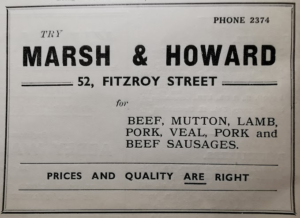 PHONE 2374
TRY
MARSH & HOWARD
52, FITZROY STREET
for
BEEF, MUTTON, LAMB,
PORK, VEAL, PORK and
BEEF SAUSAGES.
PRICES AND QUALITY ARE RIGHT